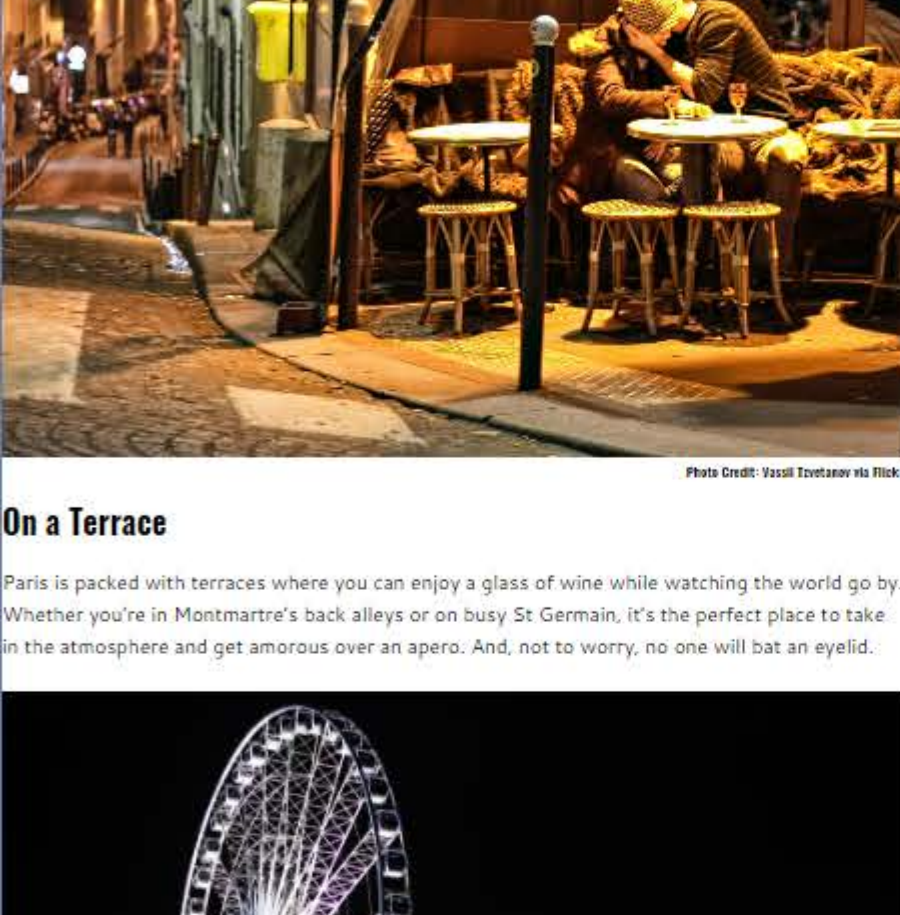 Photo Credit: Vassil Tzvetanov via Flick
On a Terrace
Paris is packed with terraces where you can enjoy a glass of wine while watching the world go by.
Whether you're in Montmartre's back alleys or on busy St Germain, it's the perfect place to take
in the atmosphere and get amorous over an apero. And, not to worry, no one will bat an eyelid.